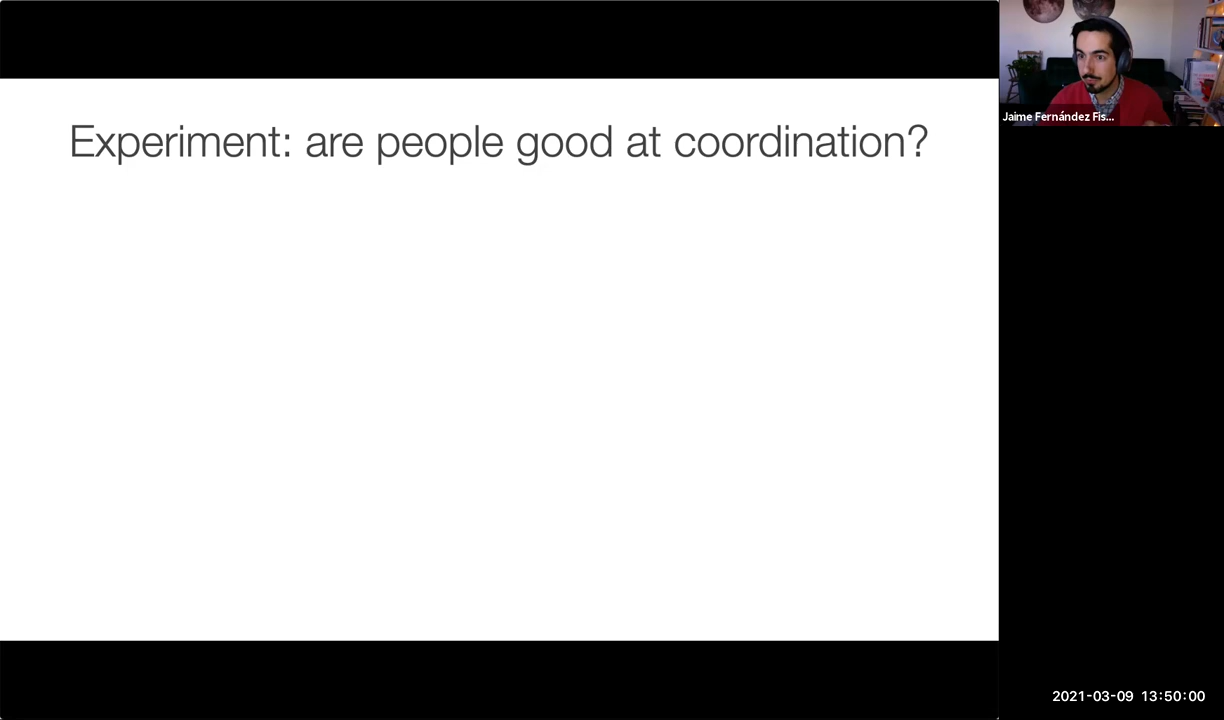 Experiment: are people good at coordination?
Jaime Fernández Fis...
2021-03-09 13:50:00